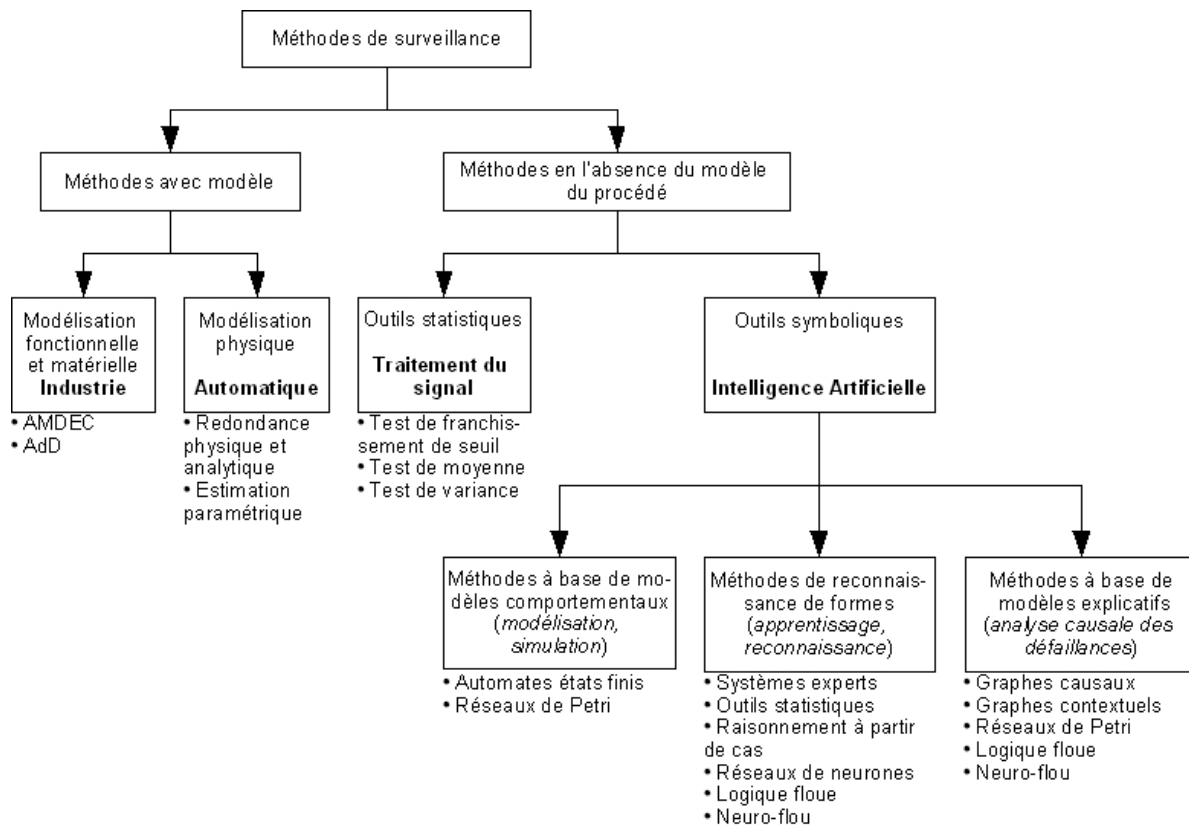 Méthodes de surveillance
Méthodes avec modèle
Méthodes en l'absence du modèle
du procédé
Modélisation
fonctionnelle
et matérielle
Industrie
• AMDEC
• AdD
Modélisation
physique
Automatique
• Redondance
physique et
analytique
• Estimation
paramétrique
Outils statistiques
Traitement du
signal
• Test de franchis-
sement de seuil
• Test de moyenne
• Test de variance
Outils symboliques
Intelligence Artificielle
Méthodes à base de mo-
dèles comportementaux
(modélisation,
simulation)
• Automates états finis
• Réseaux de Petri
Méthodes de reconnais-
sance de formes
(apprentissage,
reconnaissance)
• Systèmes experts
• Outils statistiques
• Raisonnement à partir
de cas
• Réseaux de neurones
• Logique floue
• Neuro-flou
Méthodes à base de
modèles explicatifs
(analyse causale des
défaillances)
• Graphes causaux
• Graphes contextuels
• Réseaux de Petri
• Logique floue
• Neuro-flou